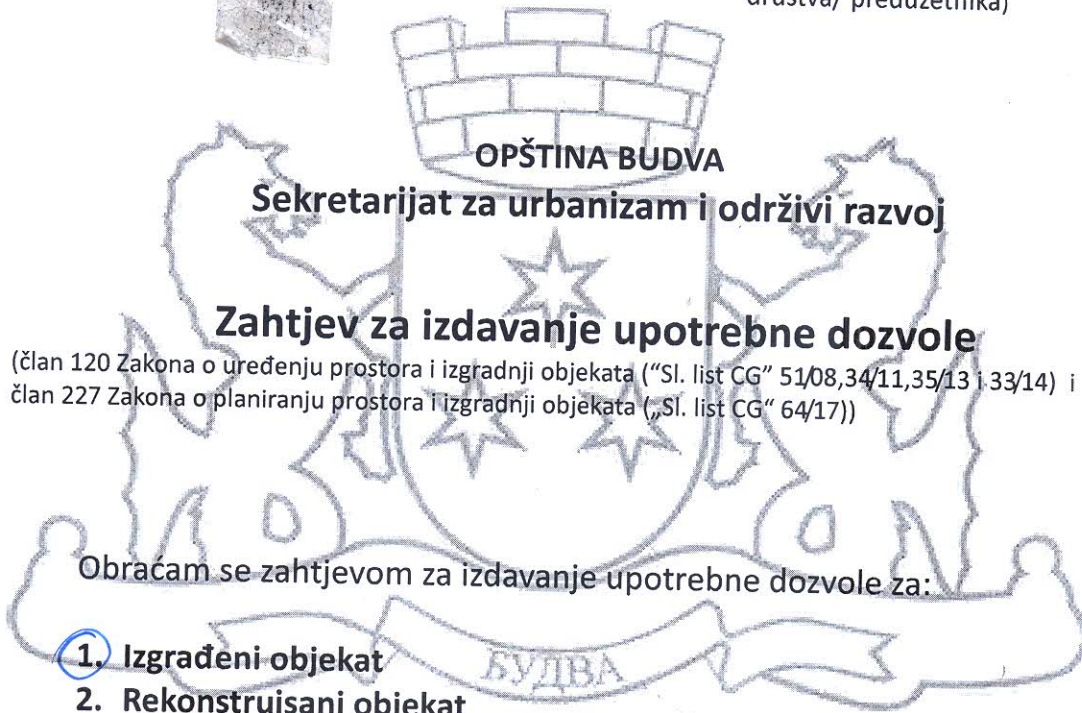 društva/ preduzetnika)
OPŠTINA BUDVA
Sekretarijat za urbanizam i održivi razvoj
Zahtjev za izdavanje upotrebne dozvole
(član 120 Zakona o uređenju prostora i izgradnji objekata (“Sl. list CG” 51/08,34/11,35/13 i 33/14) i
član 227 Zakona o planiranju prostora i izgradnji objekata („Sl. list CG“ 64/17))
Obraćam se zahtjevom za izdavanje upotrebne dozvole za:
1. Izgrađeni objekat
БУДВА
2. Rekonstruisani objekat